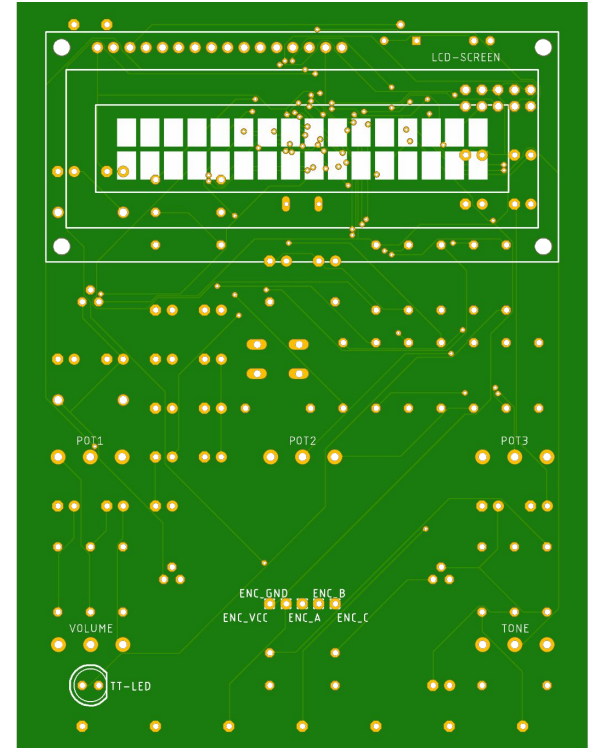 LCD-SCREEN
POT1
POT2
POT3
ENC_GND
ENC_B
ENC_VCC
ENC_A
ENC_C
VOLUME
TONE
TT-LED